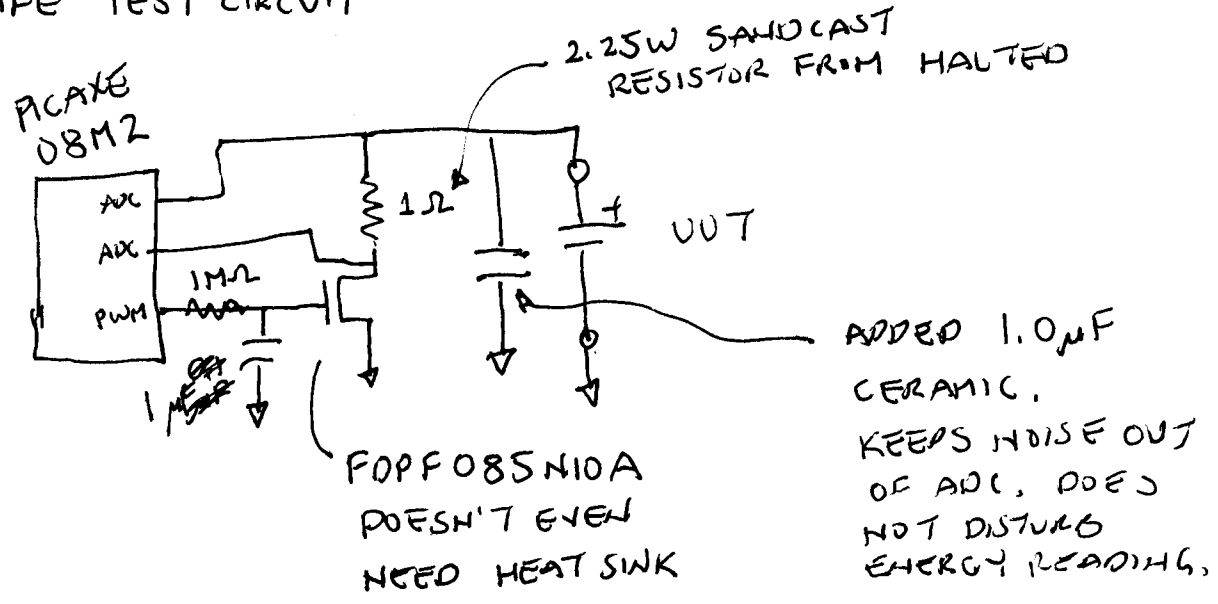 TEST CIRCUIT
2.25W SANDCAST
RESISTOR FROM HALTED
PICAXE
08M2
ADC
ADC
PWM
1MΩ
1µF
1Ω
+
UUT
FDPF085N10A
DOESN'T EVEN
NEED HEAT SINK
ADDED 1.0µF
CERAMIC.
KEEPS NOISE OUT
OF ADC. DOES
NOT DISTURB
ENERGY READING.